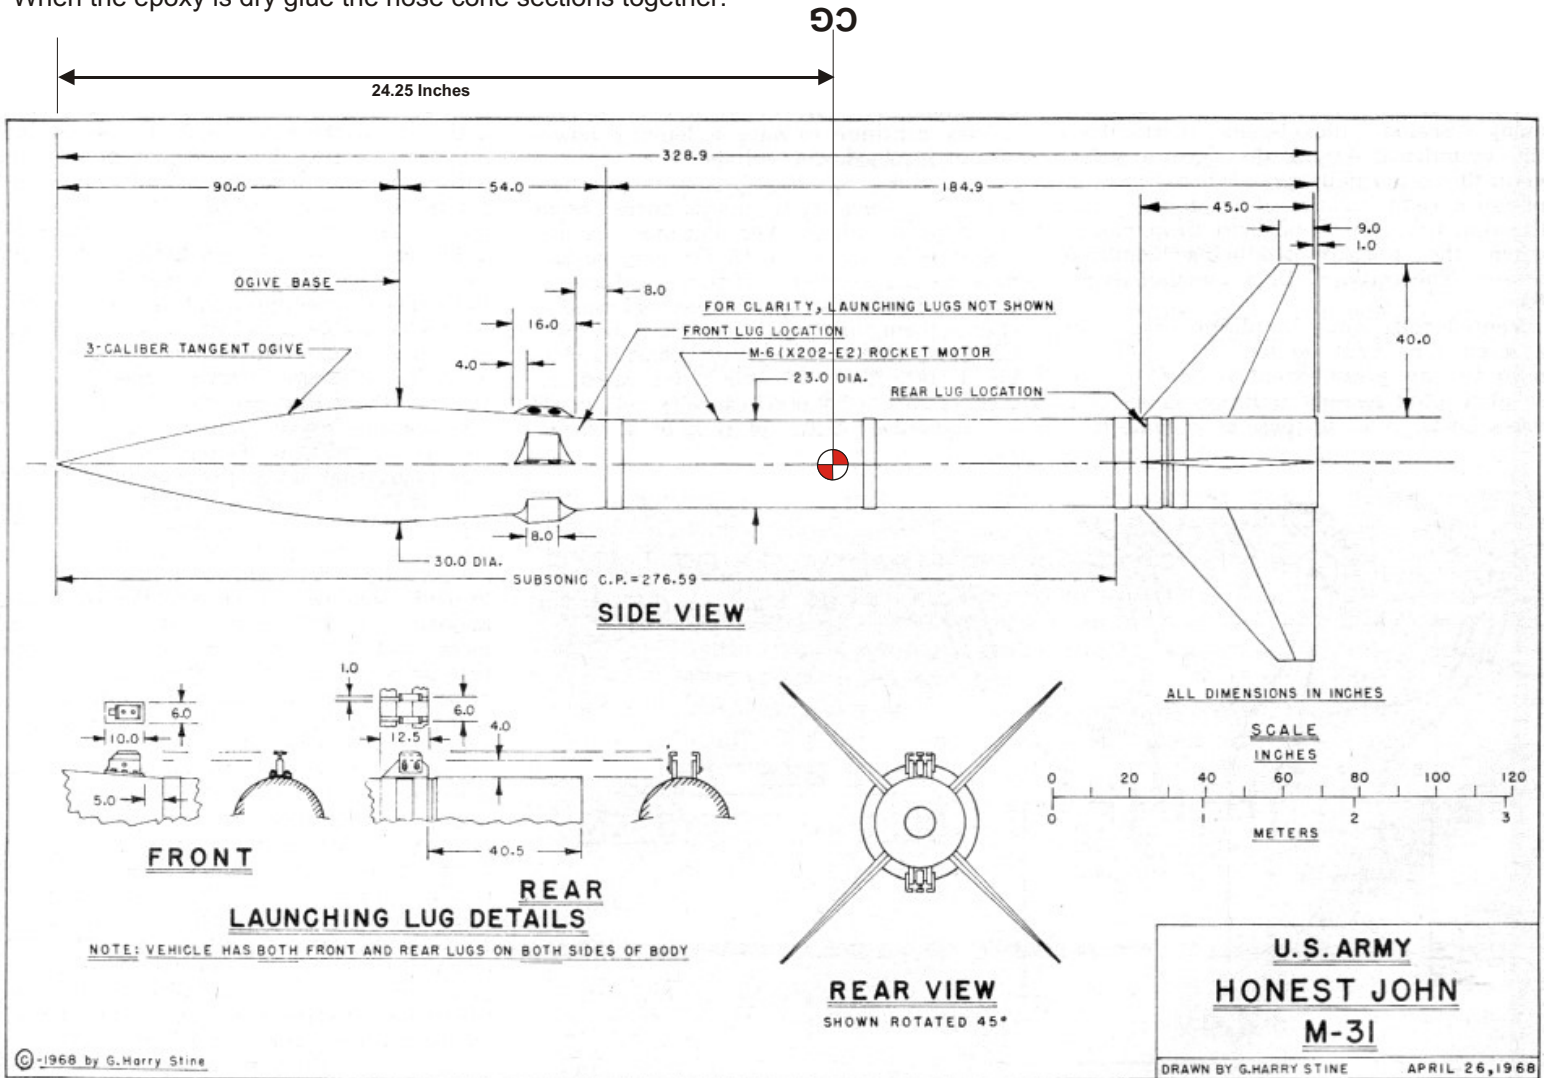 When the epoxy is dry glue the nose cone sections together.
CG
24.25 Inches
328.9
90.0
54.0
184.9
45.0
9.0
1.0
OGIVE BASE
8.0
FOR CLARITY, LAUNCHING LUGS NOT SHOWN
16.0
FRONT LUG LOCATION
3-CALIBER TANGENT OGIVE
M-6 (X202-E2) ROCKET MOTOR
40.0
4.0
23.0 DIA.
REAR LUG LOCATION
8.0
30.0 DIA.
SUBSONIC C.P. = 276.59
SIDE VIEW
1.0
6.0
6.0
4.0
10.0
12.5
5.0
40.5
FRONT
REAR
LAUNCHING LUG DETAILS
NOTE: VEHICLE HAS BOTH FRONT AND REAR LUGS ON BOTH SIDES OF BODY
REAR VIEW
SHOWN ROTATED 45°
ALL DIMENSIONS IN INCHES
SCALE
INCHES
0 20 40 60 80 100 120
0 1 2 3
METERS
U.S. ARMY
HONEST JOHN
M-31
DRAWN BY G.HARRY STINE APRIL 26,1968
©-1968 by G.Harry Stine